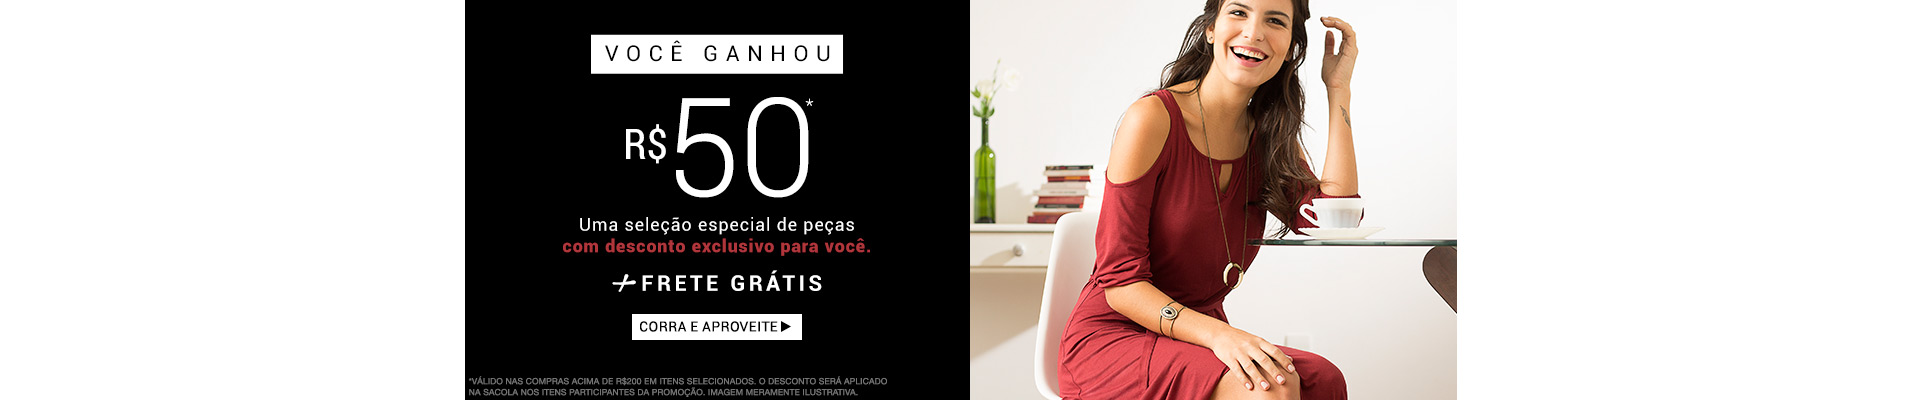 VOCÊ GANHOU
R$50*
Uma seleção especial de peças
com desconto exclusivo para você.
+FRETE GRÁTIS
CORRA E APROVEITE
*VÁLIDO NAS COMPRAS ACIMA DE R$200 EM ITENS SELECIONADOS. O DESCONTO SERÁ APLICADO
NA SACOLA NOS ITENS PARTICIPANTES DA PROMOÇÃO. IMAGEM MERAMENTE ILUSTRATIVA.